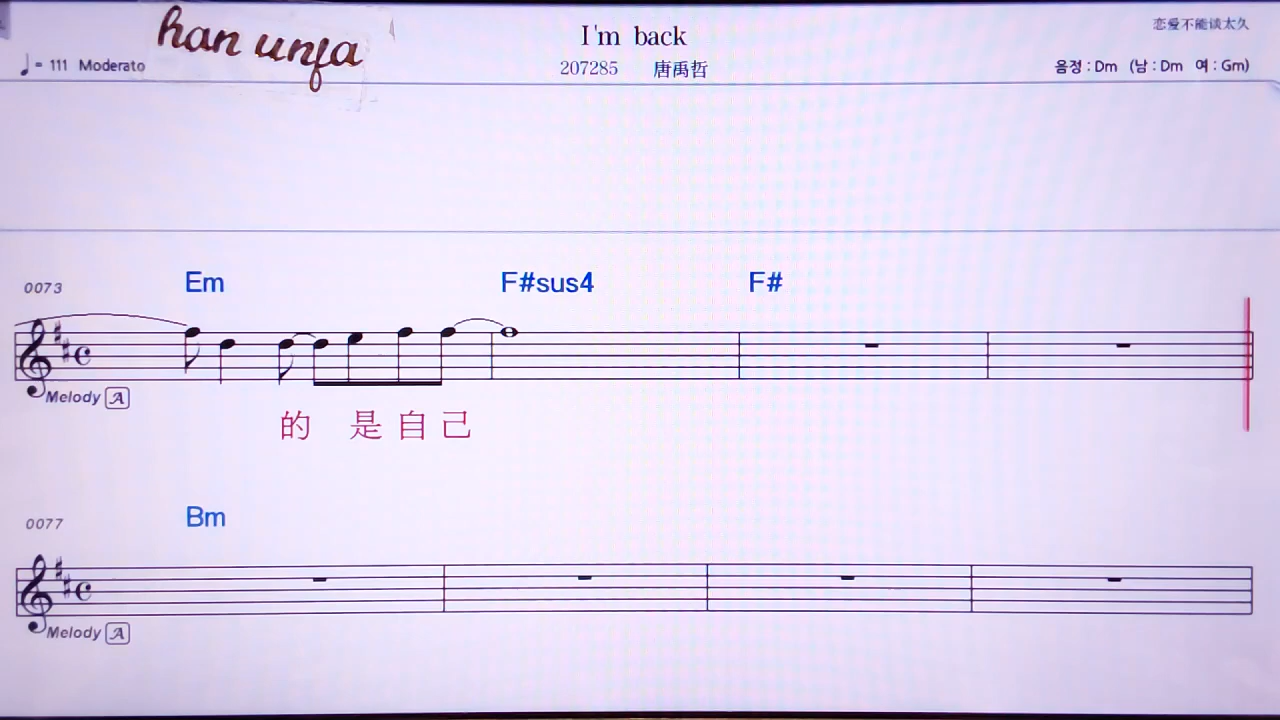 han unfa
I'm back
恋爱不能谈太久
♩= 111 Moderato
207285 唐禹哲
음정 : Dm (남 : Dm 여 : Gm)
0073 Em F#sus4 F#
Melody A
的 是 自 己
0077 Bm
Melody A